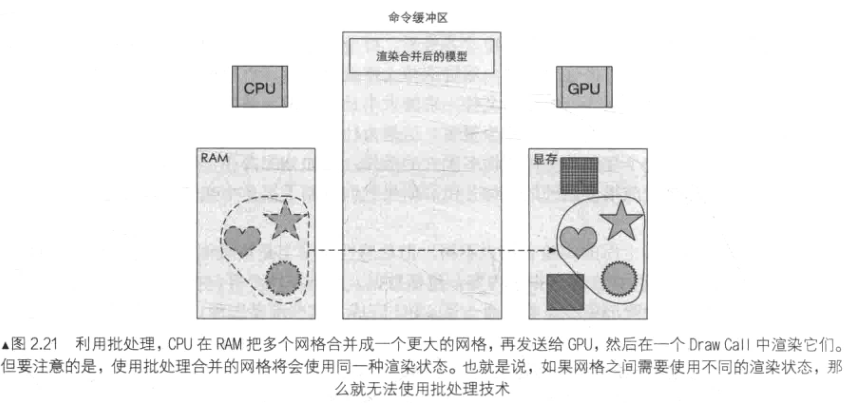 命令缓冲区
渲染合并后的模型
CPU
GPU
RAM
显存
▲图 2.21 利用批处理，CPU 在 RAM 把多个网格合并成一个更大的网格，再发送给 GPU，然后在一个 Draw Call 中渲染它们。
但要注意的是，使用批处理合并的网格将会使用同一种渲染状态。也就是说，如果网格之间需要使用不同的渲染状态，那
么就无法使用批处理技术